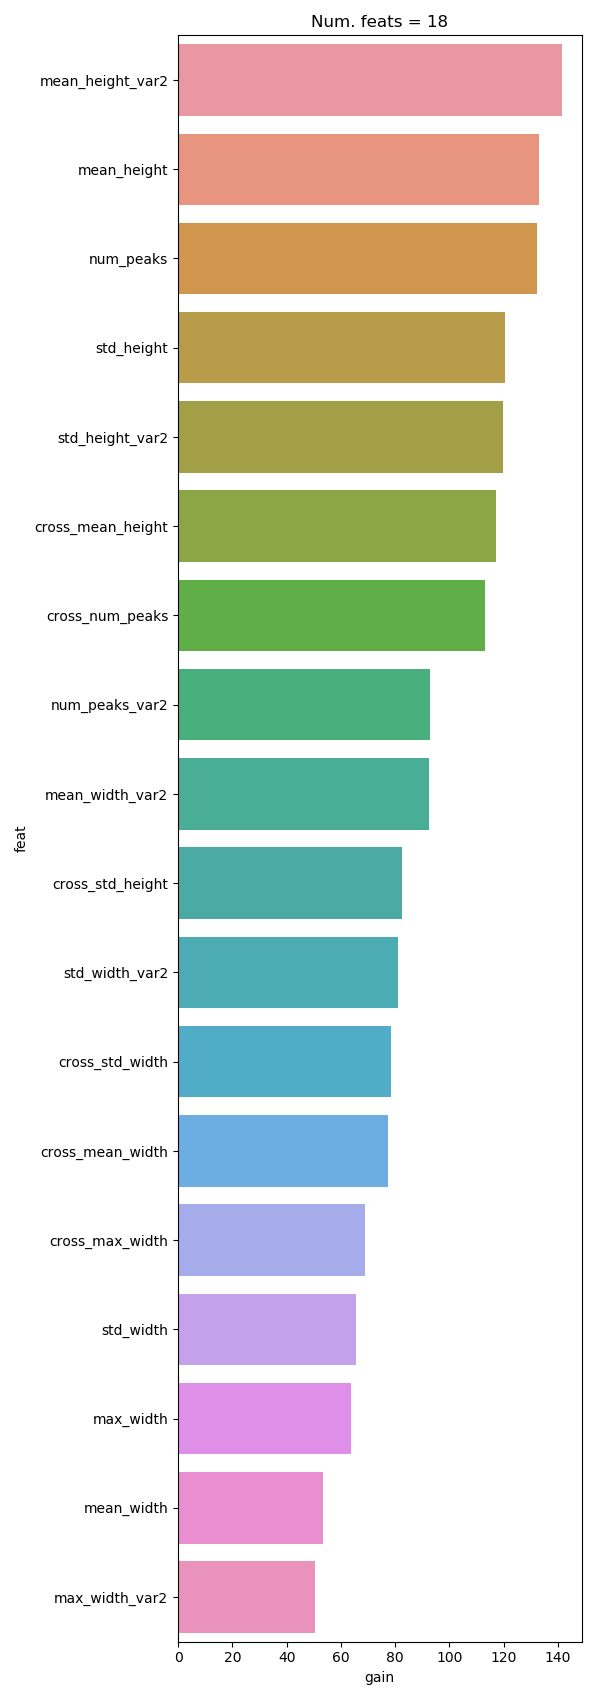 Num. feats = 18
mean_height_var2
mean_height
num_peaks
std_height
std_height_var2
cross_mean_height
cross_num_peaks
num_peaks_var2
mean_width_var2
feat
cross_std_height
std_width_var2
cross_std_width
cross_mean_width
cross_max_width
std_width
max_width
mean_width
max_width_var2
0 20 40 60 80 100 120 140
gain